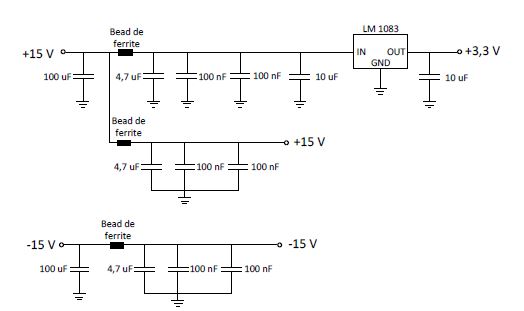 Bead de
ferrite
LM 1083
+15 V
IN OUT
+3,3 V
GND
100 uF
4,7 uF
100 nF
100 nF
10 uF
10 uF
Bead de
ferrite
+15 V
4,7 uF
100 nF
100 nF
Bead de
ferrite
-15 V
-15 V
100 uF
4,7 uF
100 nF
100 nF